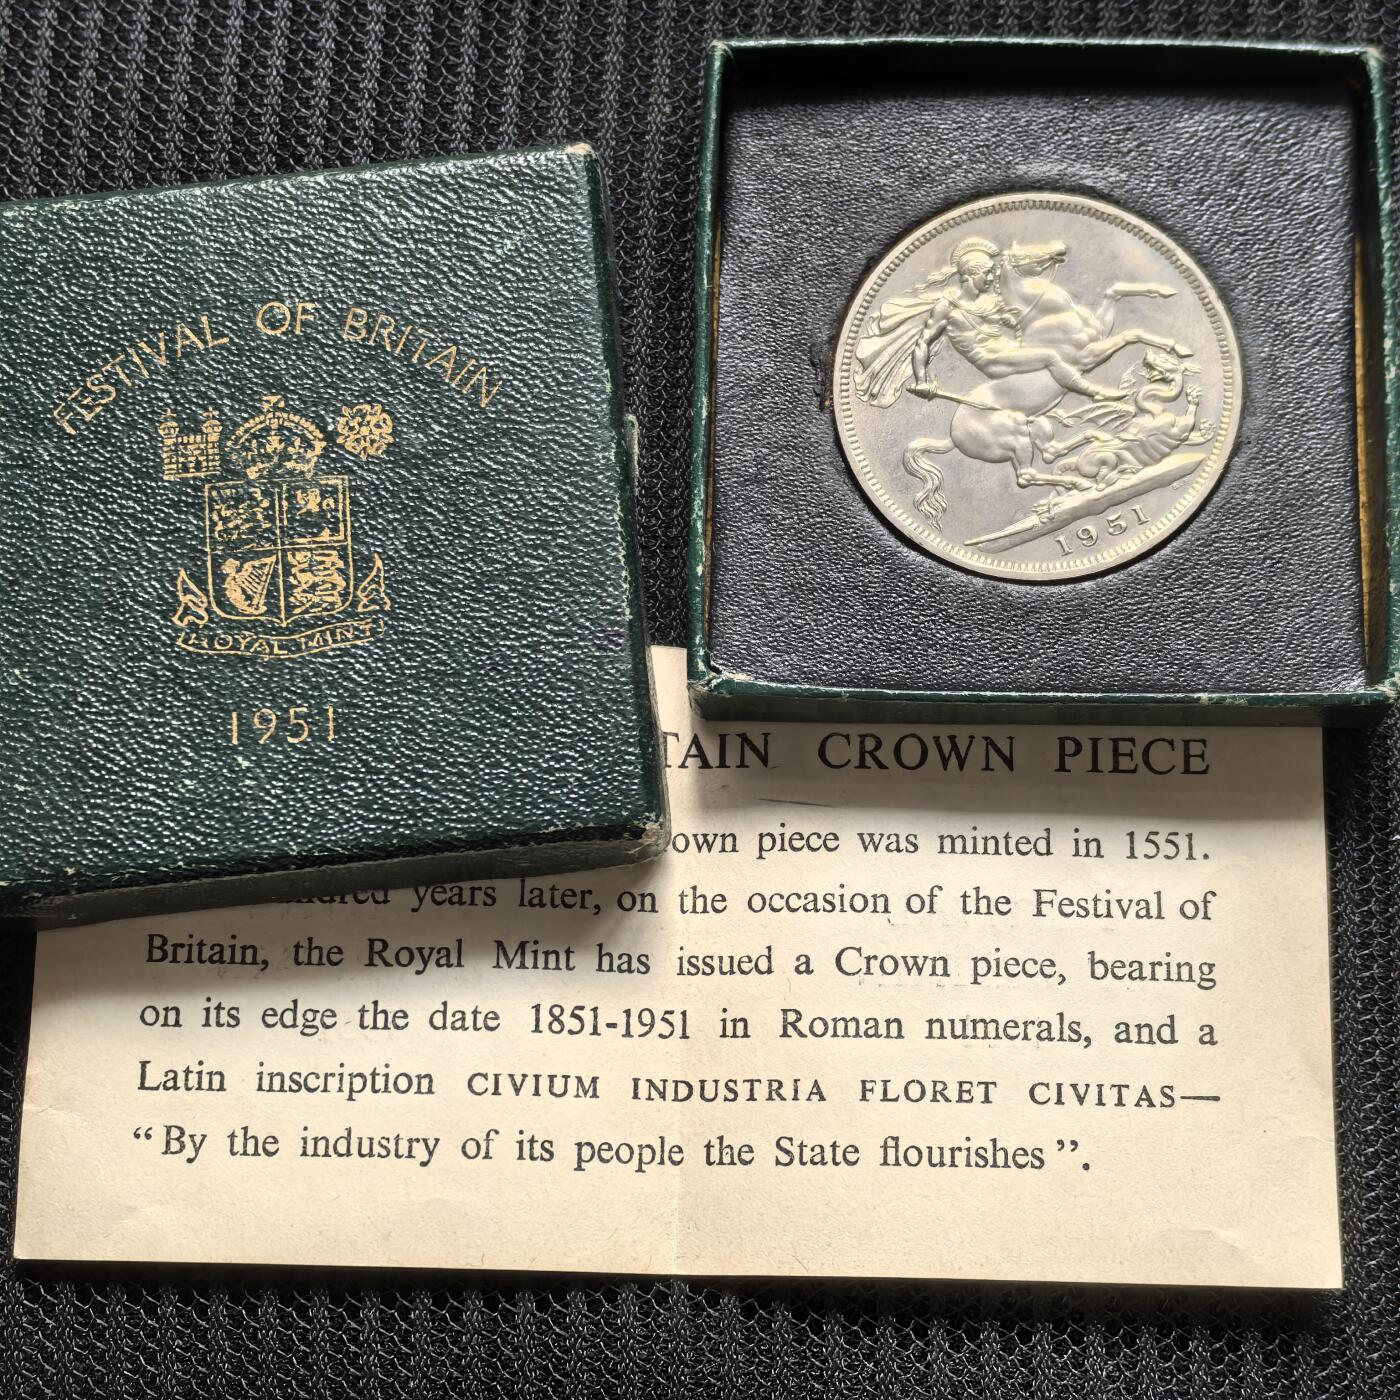 FESTIVAL OF BRITAIN
ROYAL MINT
1951
1951
CROWN PIECE
piece was minted in 1551.
years later, on the occasion of the Festival of
Britain, the Royal Mint has issued a Crown piece, bearing
on its edge the date 1851-1951 in Roman numerals, and a
Latin inscription CIVIUM INDUSTRIA FLORET CIVITAS—
“By the industry of its people the State flourishes”.